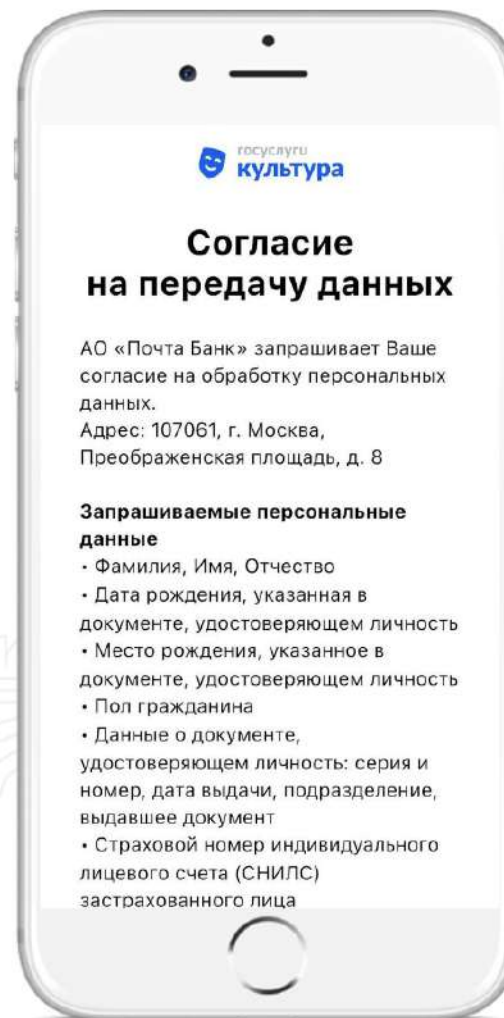 госуслуги
культура
Согласие
на передачу данных
АО «Почта Банк» запрашивает Ваше
согласие на обработку персональных
данных.
Адрес: 107061, г. Москва,
Преображенская площадь, д. 8
Запрашиваемые персональные
данные
• Фамилия, Имя, Отчество
• Дата рождения, указанная в
документе, удостоверяющем личность
• Место рождения, указанное в
документе, удостоверяющем личность
• Пол гражданина
• Данные о документе,
удостоверяющем личность: серия и
номер, дата выдачи, подразделение,
выдавшее документ
• Страховой номер индивидуального
лицевого счета (СНИЛС)
застрахованного лица